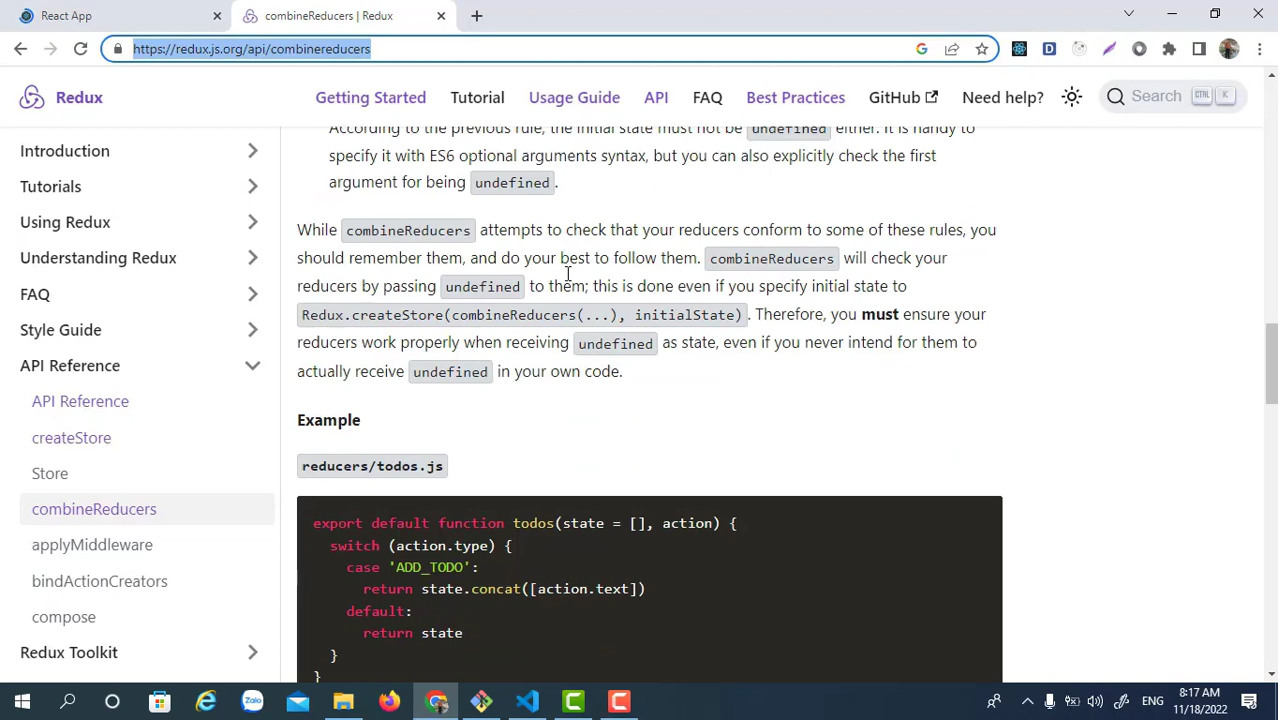 React App
combineReducers | Redux
https://redux.js.org/api/combinereducers
Redux
Getting Started
Tutorial
Usage Guide
API
FAQ
Best Practices
GitHub
Need help?
Search CTRL K
Introduction
Tutorials
Using Redux
Understanding Redux
FAQ
Style Guide
API Reference
API Reference
createStore
Store
combineReducers
applyMiddleware
bindActionCreators
compose
Redux Toolkit
According to the previous rule, the initial state must not be undefined either. It is handy to
specify it with ES6 optional arguments syntax, but you can also explicitly check the first
argument for being undefined.
While combineReducers attempts to check that your reducers conform to some of these rules, you
should remember them, and do your best to follow them. combineReducers will check your
reducers by passing undefined to them; this is done even if you specify initial state to
Redux.createStore(combineReducers(...), initialState). Therefore, you must ensure your
reducers work properly when receiving undefined as state, even if you never intend for them to
actually receive undefined in your own code.
Example
reducers/todos.js
export default function todos(state = [], action) {
switch (action.type) {
case 'ADD_TODO':
return state.concat([action.text])
default:
return state
}
}
Zalo
ENG
8:17 AM
11/18/2022